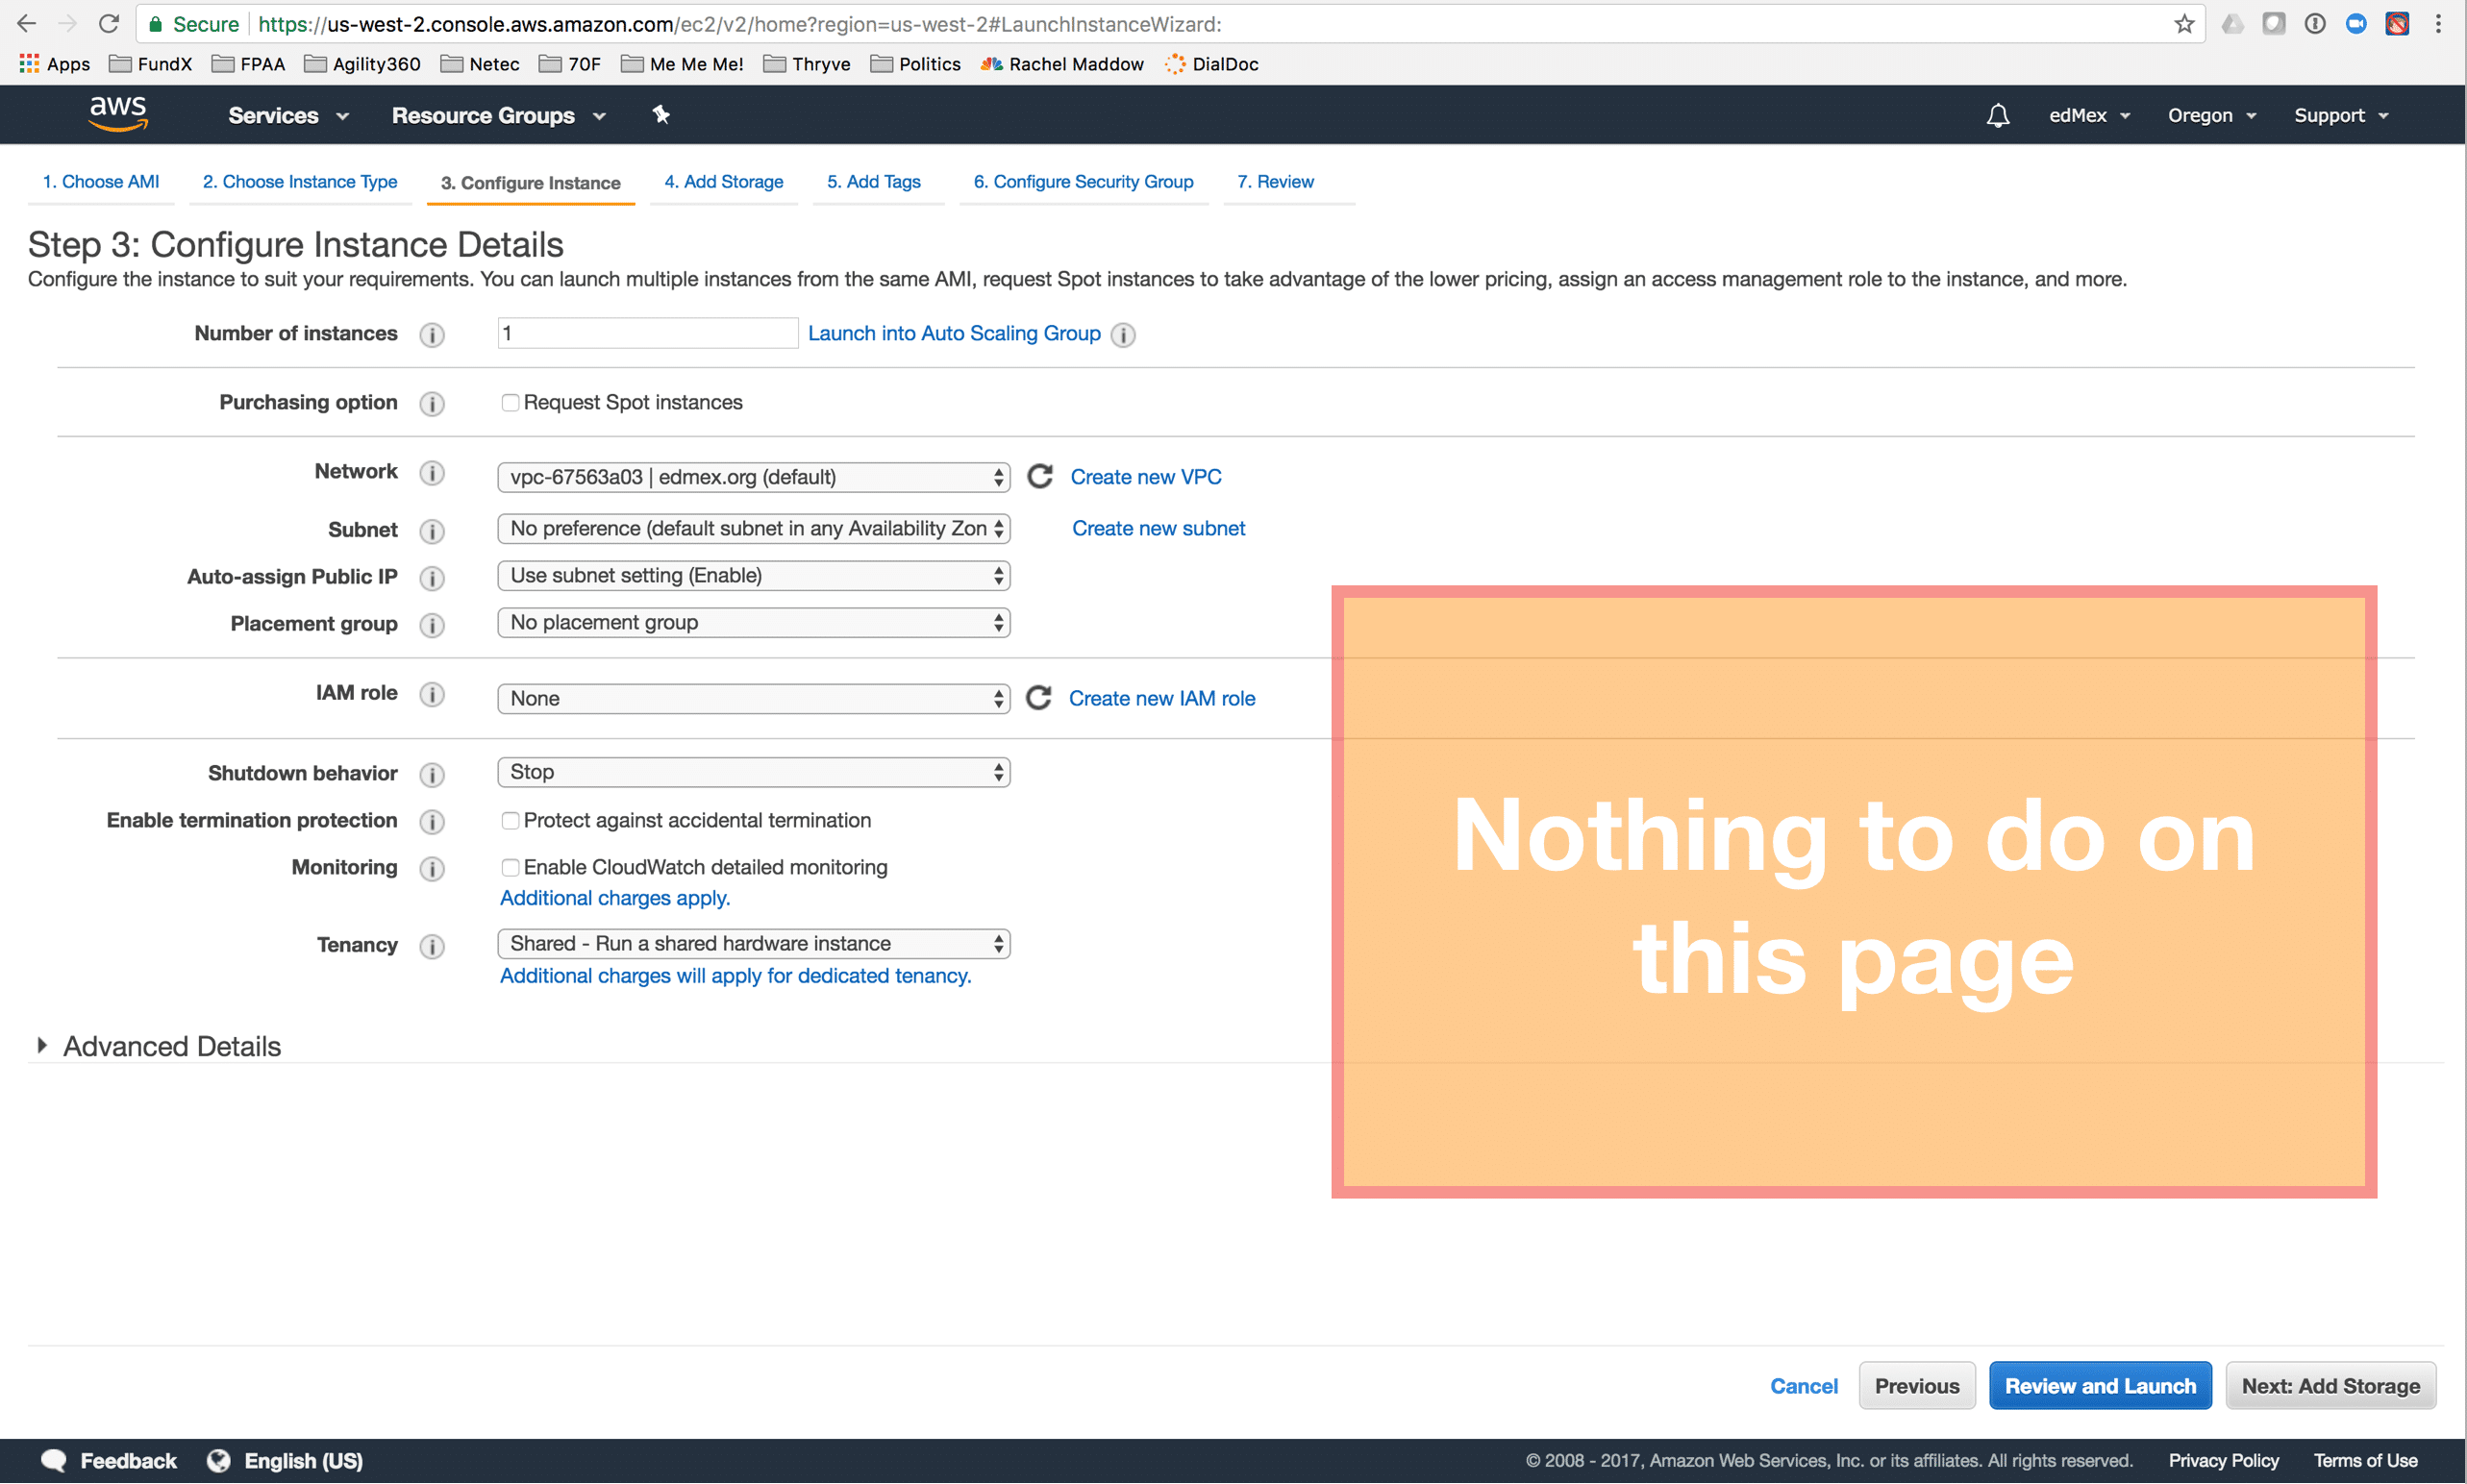 Secure https://us-west-2.console.aws.amazon.com/ec2/v2/home?region=us-west-2#LaunchInstanceWizard:
Apps FundX FPAA Agility360 Netec 70F Me Me Me! Thryve Politics Rachel Maddow DialDoc
aws Services Resource Groups edMex Oregon Support
1. Choose AMI 2. Choose Instance Type 3. Configure Instance 4. Add Storage 5. Add Tags 6. Configure Security Group 7. Review
Step 3: Configure Instance Details
Configure the instance to suit your requirements. You can launch multiple instances from the same AMI, request Spot instances to take advantage of the lower pricing, assign an access management role to the instance, and more.
Number of instances 1 Launch into Auto Scaling Group
Purchasing option Request Spot instances
Network vpc-67563a03 | edmex.org (default) Create new VPC
Subnet No preference (default subnet in any Availability Zon Create new subnet
Auto-assign Public IP Use subnet setting (Enable)
Placement group No placement group
IAM role None Create new IAM role
Shutdown behavior Stop
Enable termination protection Protect against accidental termination
Monitoring Enable CloudWatch detailed monitoring
Additional charges apply.
Tenancy Shared - Run a shared hardware instance
Additional charges will apply for dedicated tenancy.
Advanced Details
Nothing to do on
this page
Cancel Previous Review and Launch Next: Add Storage
Feedback English (US) © 2008 - 2017, Amazon Web Services, Inc. or its affiliates. All rights reserved. Privacy Policy Terms of Use